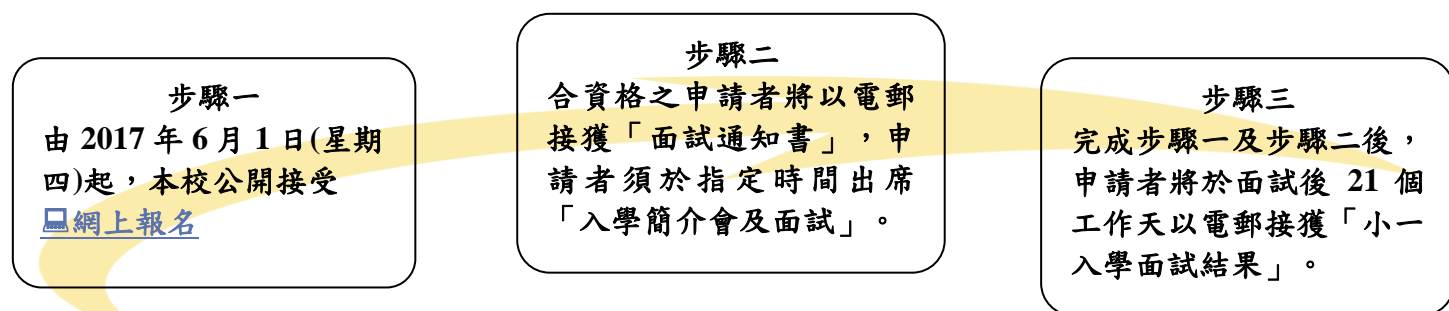 步驟一
由 2017 年 6 月 1 日(星期
四)起，本校公開接受
網上報名
步驟二
合資格之申請者將以電郵
接獲「面試通知書」，申
請者須於指定時間出席
「入學簡介會及面試」。
步驟三
完成步驟一及步驟二後，
申請者將於面試後 21 個
工作天以電郵接獲「小一
入學面試結果」。